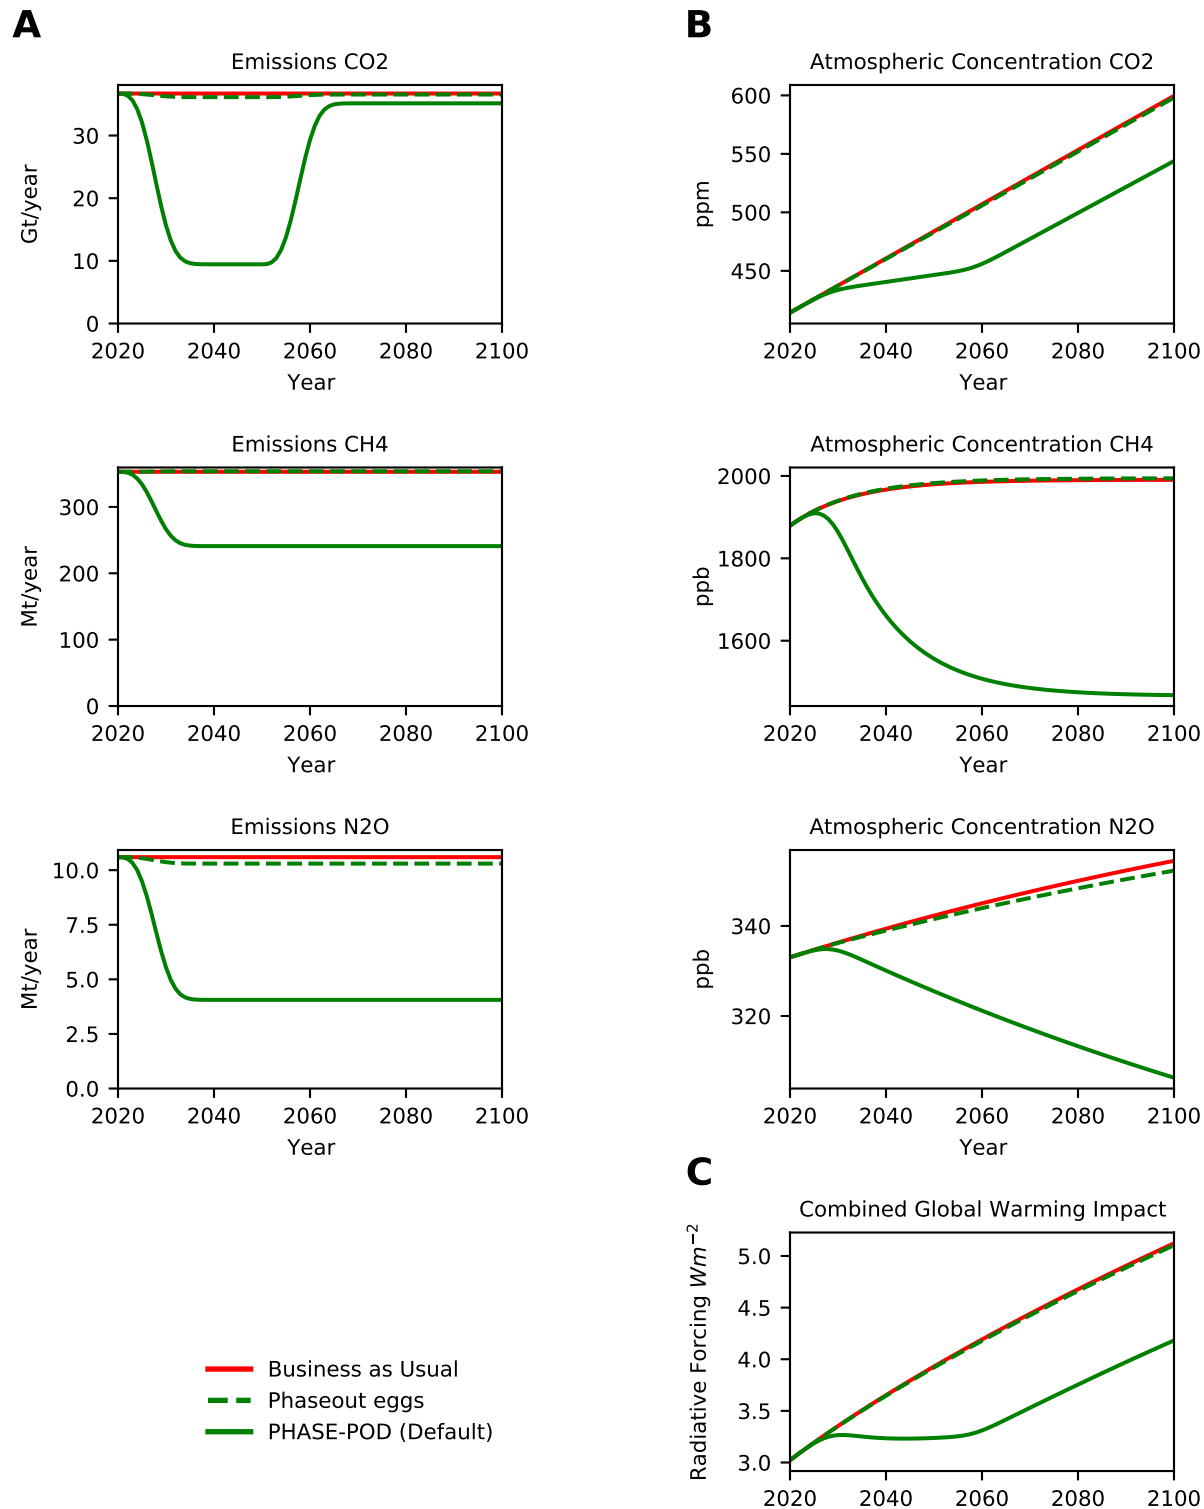 A
B
Emissions CO2
Gt/year
30
20
10
0
2020 2040 2060 2080 2100
Year
Atmospheric Concentration CO2
ppm
600
550
500
450
2020 2040 2060 2080 2100
Year
Emissions CH4
Mt/year
300
200
100
0
2020 2040 2060 2080 2100
Year
Atmospheric Concentration CH4
ppb
2000
1800
1600
2020 2040 2060 2080 2100
Year
Emissions N2O
Mt/year
10.0
7.5
5.0
2.5
0.0
2020 2040 2060 2080 2100
Year
Atmospheric Concentration N2O
ppb
340
320
2020 2040 2060 2080 2100
Year
C
Combined Global Warming Impact
Radiative Forcing Wm⁻²
5.0
4.5
4.0
3.5
3.0
2020 2040 2060 2080 2100
Business as Usual
Phaseout eggs
PHASE-POD (Default)